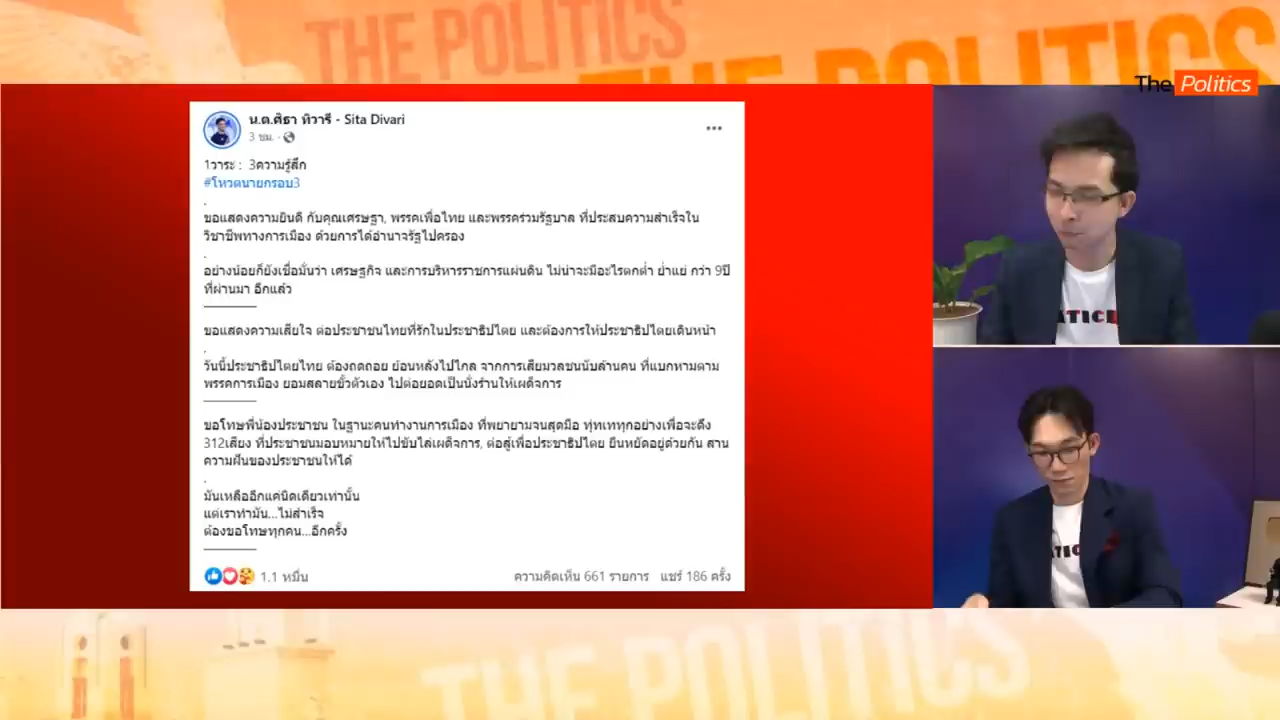 THE POLITICS
THE POLITICS
The Politics
น.ต.ศิธา ทิวารี - Sita Divari
3 ชม.
1วาระ : 3ความรู้สึก
#โหวตนายกรอบ3
.
ขอแสดงความยินดี กับคุณเศรษฐา, พรรคเพื่อไทย และพรรคร่วมรัฐบาล ที่ประสบความสำเร็จใน
วิชาชีพทางการเมือง ด้วยการได้อำนาจรัฐไปครอง
.
อย่างน้อยก็ยังเชื่อมั่นว่า เศรษฐกิจ และการบริหารราชการแผ่นดิน ไม่น่าจะมีอะไรตกต่ำ ย่ำแย่ กว่า 9ปี
ที่ผ่านมา อีกแล้ว
ขอแสดงความเสียใจ ต่อประชาชนไทยที่รักในประชาธิปไตย และต้องการให้ประชาธิปไตยเดินหน้า
.
วันนี้ประชาธิปไตยไทย ต้องถดถอย ย้อนหลังไปไกล จากการเสียมวลชนนับล้านคน ที่แบกหามตาม
พรรคการเมือง ยอมสลายขั้วตัวเอง ไปต่อยอดเป็นนั่งร้านให้เผด็จการ
ขอโทษพี่น้องประชาชน ในฐานะคนทำงานการเมือง ที่พยายามจนสุดมือ ทุ่มเททุกอย่างเพื่อจะดึง
312เสียง ที่ประชาชนมอบหมายให้ไปขับไล่เผด็จการ, ต่อสู้เพื่อประชาธิปไตย ยืนหยัดอยู่ด้วยกัน สาน
ความฝันของประชาชนให้ได้
.
มันเหลืออีกแค่นิดเดียวเท่านั้น
แต่เราทำมัน...ไม่สำเร็จ
ต้องขอโทษทุกคน...อีกครั้ง
1.1 หมื่น
ความคิดเห็น 661 รายการ แชร์ 186 ครั้ง
THE POLITICS